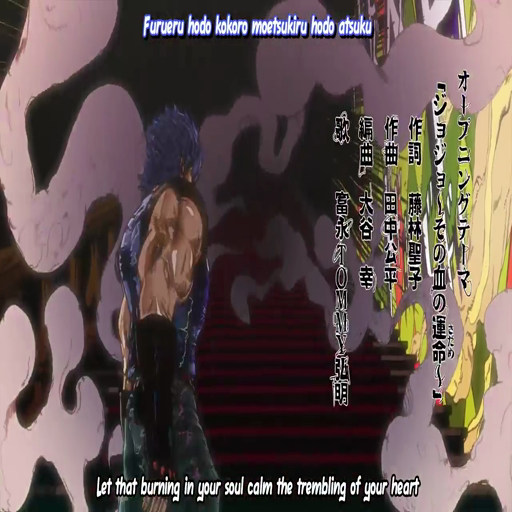 Furueru hodo kokoro moetsukiru hodo atsuku
オープニングテーマ
「ジョジョ～その血の運命～」
さだめ
作詞 藤林聖子
作曲 田中公平
編曲 大谷 幸
歌 富永TOMMY弘明
Let that burning in your soul calm the trembling of your heart